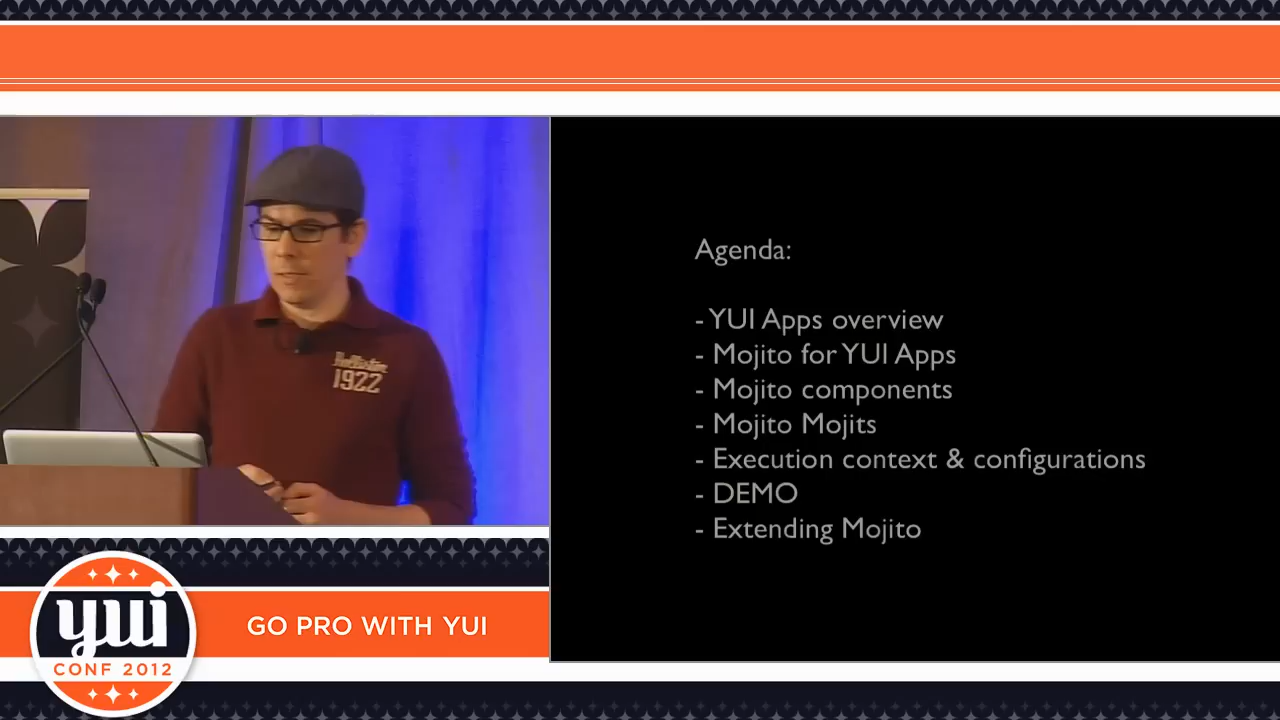 Agenda:
- YUI Apps overview
- Mojito for YUI Apps
- Mojito components
- Mojito Mojits
- Execution context & configurations
- DEMO
- Extending Mojito
Hollister
1922
yui
CONF 2012
GO PRO WITH YUI